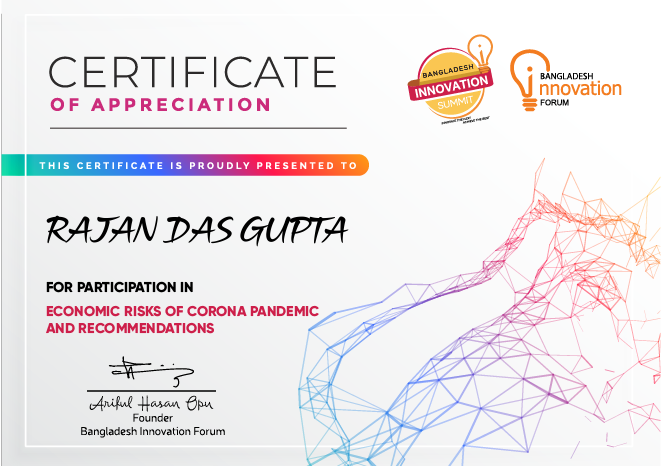 CERTIFICATE
OF APPRECIATION
BANGLADESH
INNOVATION
SUMMIT
BANGLADESH
innovation
FORUM
THIS CERTIFICATE IS PROUDLY PRESENTED TO
RAJAN DAS GUPTA
FOR PARTICIPATION IN
ECONOMIC RISKS OF CORONA PANDEMIC
AND RECOMMENDATIONS
Ariful Hasan Opu
Founder
Bangladesh Innovation Forum